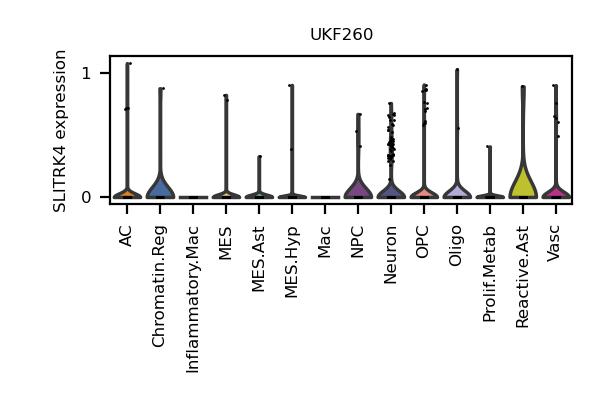 UKF260
SLITRK4 expression
1
0
AC
Chromatin.Reg
Inflammatory.Mac
MES
MES.Ast
MES.Hyp
Mac
NPC
Neuron
OPC
Oligo
Prolif.Metab
Reactive.Ast
Vasc